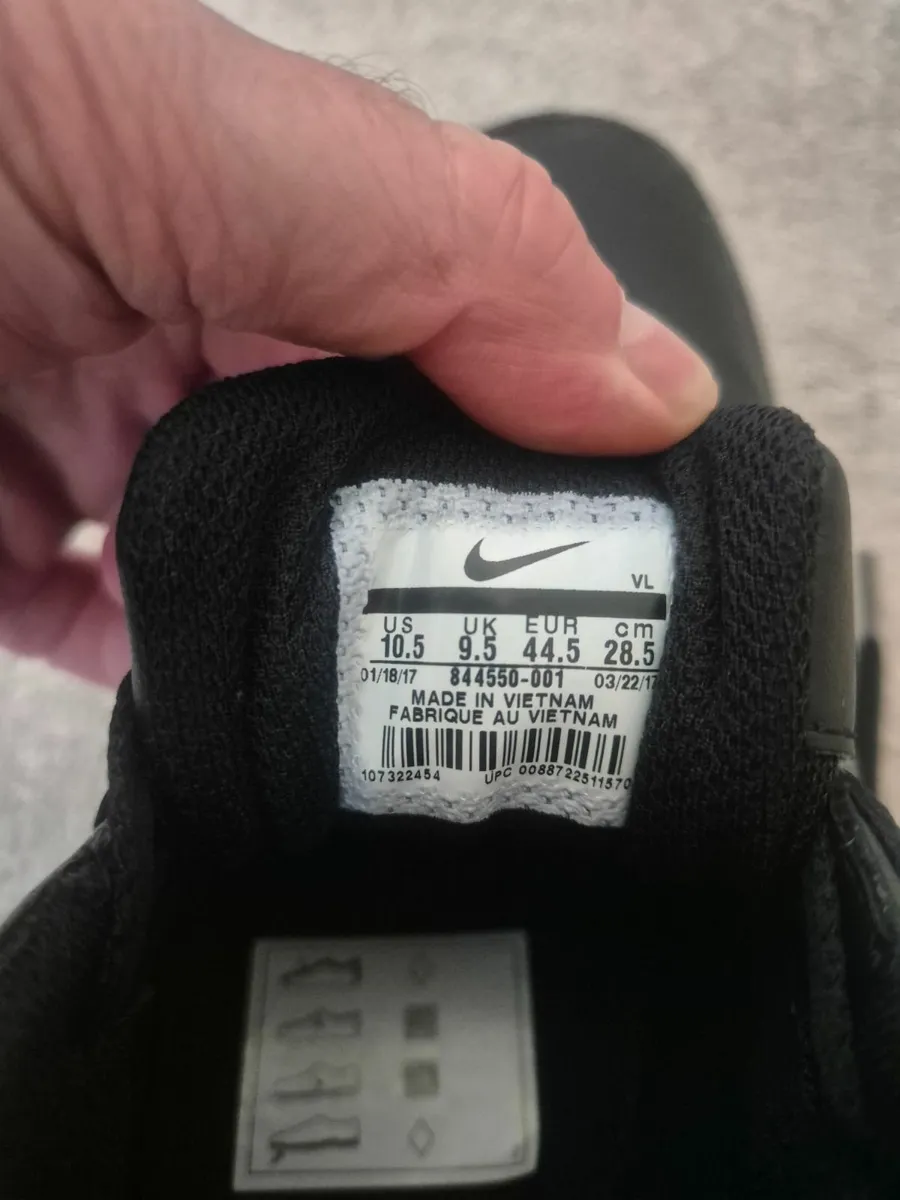 VL
US UK EUR cm
10.5 9.5 44.5 28.5
01/18/17 844550-001 03/22/17
MADE IN VIETNAM
FABRIQUE AU VIETNAM
107322454 UPC 0088722511570